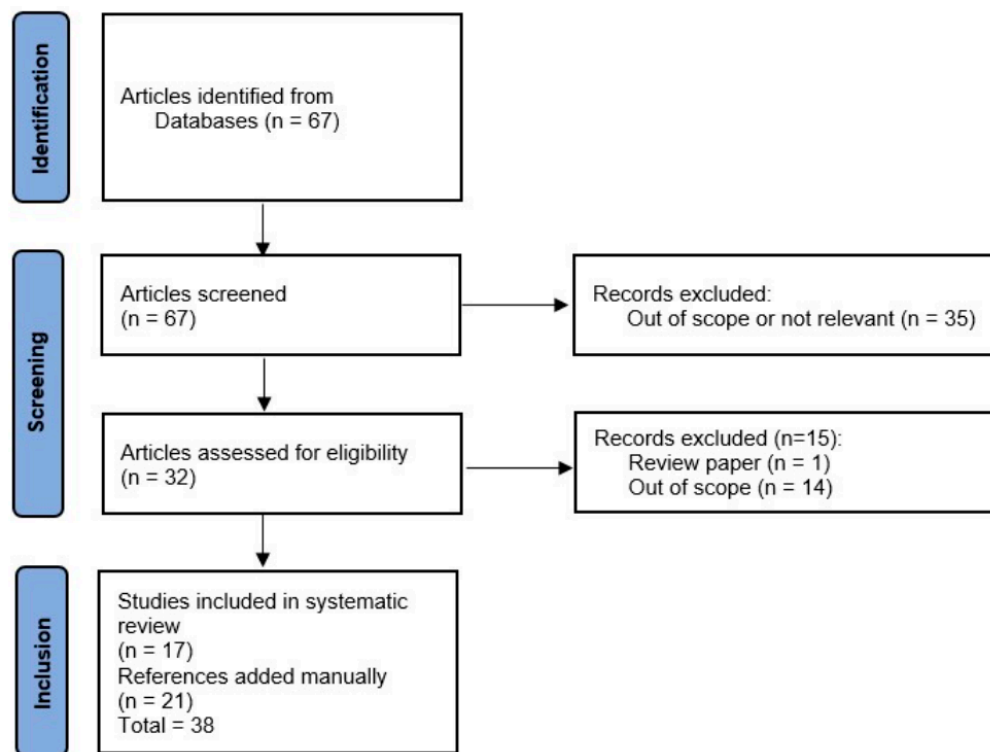 Identification
Articles identified from
Databases (n = 67)
Screening
Articles screened
(n = 67)
Records excluded:
Out of scope or not relevant (n = 35)
Articles assessed for eligibility
(n = 32)
Records excluded (n=15):
Review paper (n = 1)
Out of scope (n = 14)
Inclusion
Studies included in systematic
review
(n = 17)
References added manually
(n = 21)
Total = 38